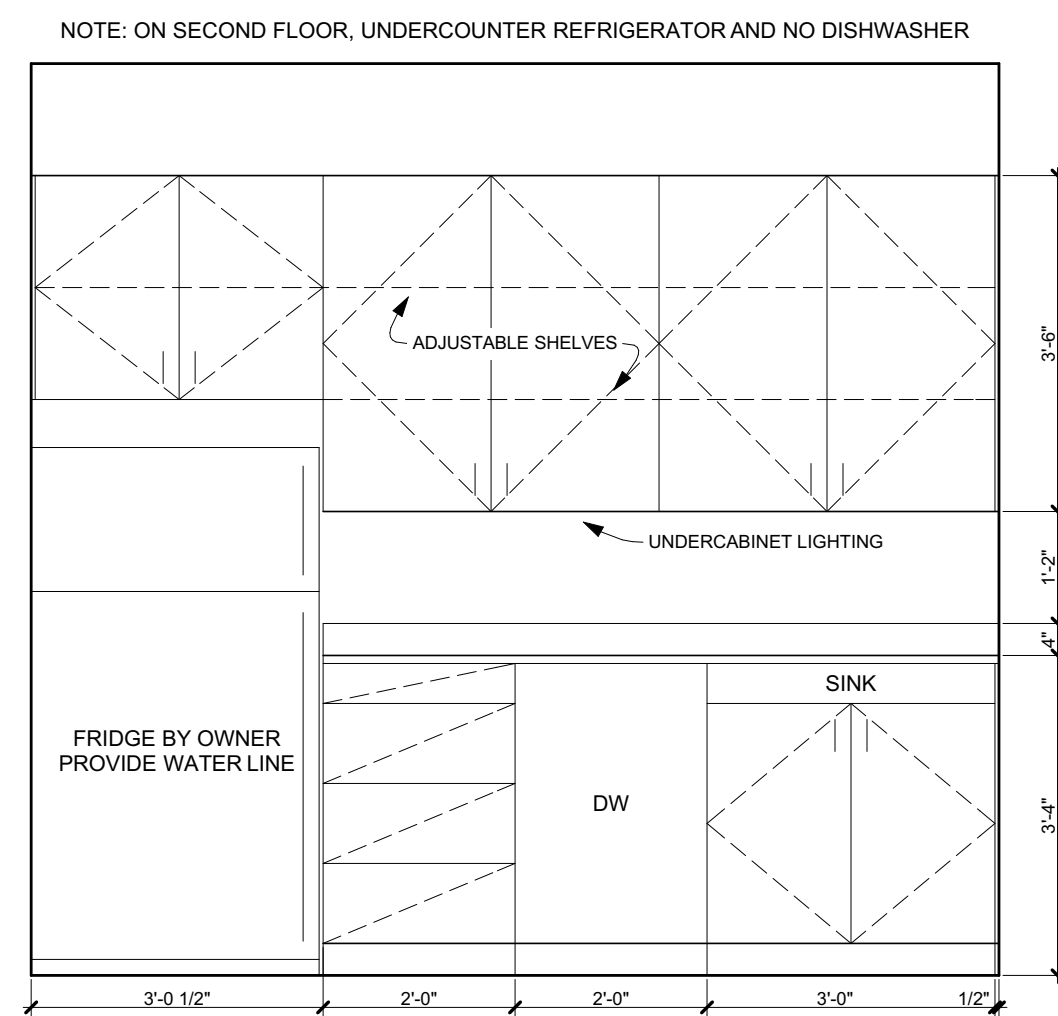 NOTE: ON SECOND FLOOR, UNDERCOUNTER REFRIGERATOR AND NO DISHWASHER
ADJUSTABLE SHELVES
3'-6"
UNDERCABINET LIGHTING
1'-2"
4"
SINK
FRIDGE BY OWNER
PROVIDE WATER LINE
DW
3'-4"
3'-0 1/2"
2'-0"
2'-0"
3'-0"
1/2"